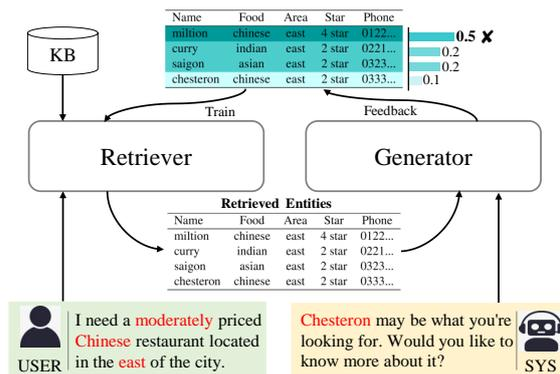 Name Food Area Star Phone
miltion chinese east 4 star 0122...
curry indian east 2 star 0221...
saigon asian east 2 star 0323...
chesteron chinese east 2 star 0333...
0.5 ✘
0.2
0.2
0.1
KB
Train
Feedback
Retriever
Generator
Retrieved Entities
Name Food Area Star Phone
miltion chinese east 4 star 0122...
curry indian east 2 star 0221...
saigon asian east 2 star 0323...
chesteron chinese east 2 star 0333...
I need a moderately priced
Chinese restaurant located
in the east of the city.
USER
Chesteron may be what you're
looking for. Would you like to
know more about it?
SYS